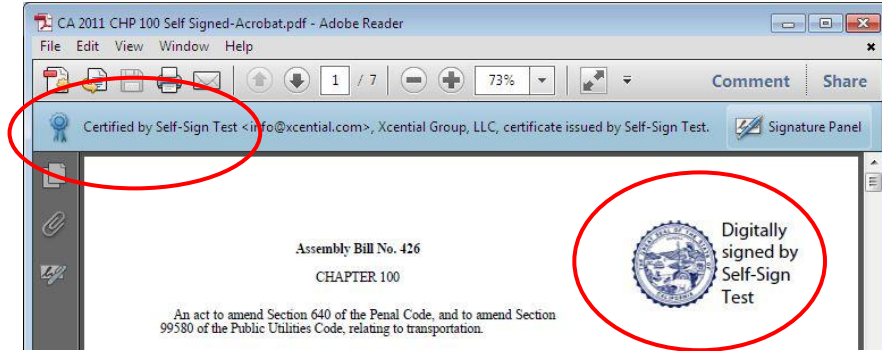 CA 2011 CHP 100 Self Signed-Acrobat.pdf - Adobe Reader
File Edit View Window Help
1 / 7 73% Comment Share
Certified by Self-Sign Test <info@xcential.com>, Xcential Group, LLC, certificate issued by Self-Sign Test. Signature Panel
Digitally
signed by
Self-Sign
Test
Assembly Bill No. 426
CHAPTER 100
An act to amend Section 640 of the Penal Code, and to amend Section
99580 of the Public Utilities Code, relating to transportation.